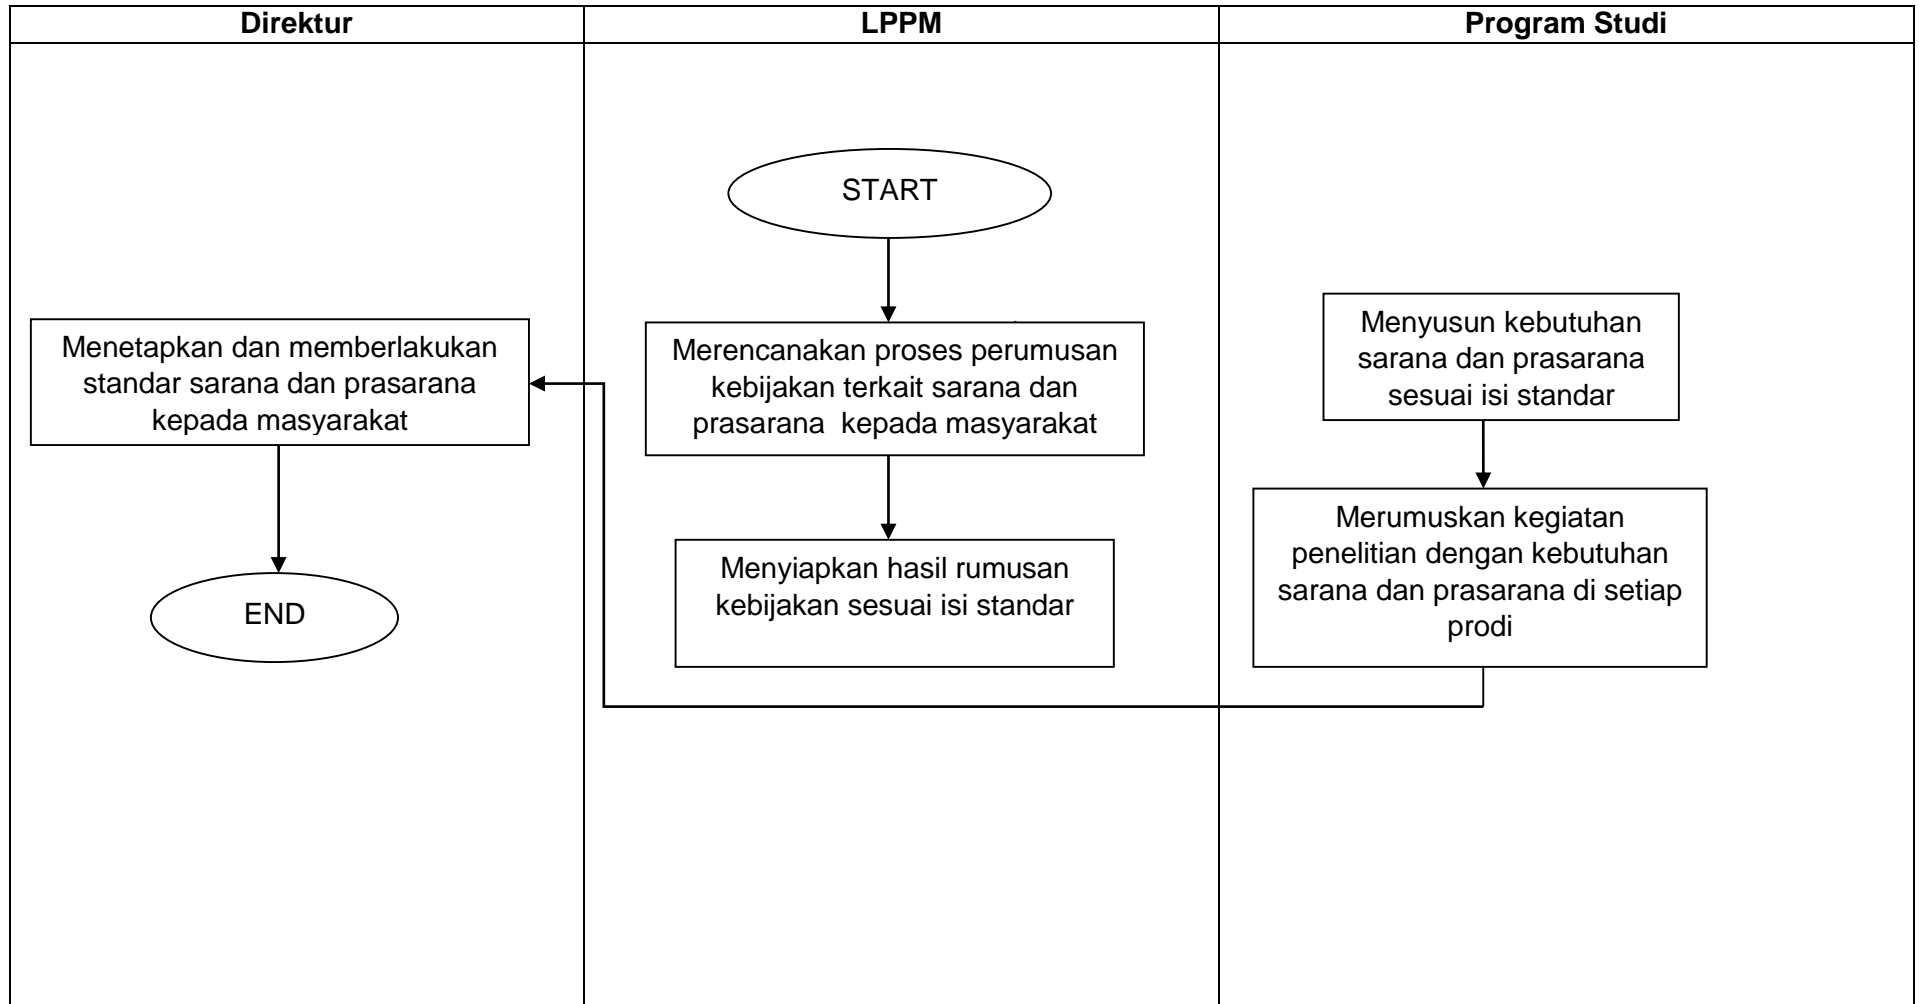 Direktur
LPPM
Program Studi
START
Menetapkan dan memberlakukan
standar sarana dan prasarana
kepada masyarakat
END
Merencanakan proses perumusan
kebijakan terkait sarana dan
prasarana  kepada masyarakat
Menyiapkan hasil rumusan
kebijakan sesuai isi standar
Menyusun kebutuhan
sarana dan prasarana
sesuai isi standar
Merumuskan kegiatan
penelitian dengan kebutuhan
sarana dan prasarana di setiap
prodi